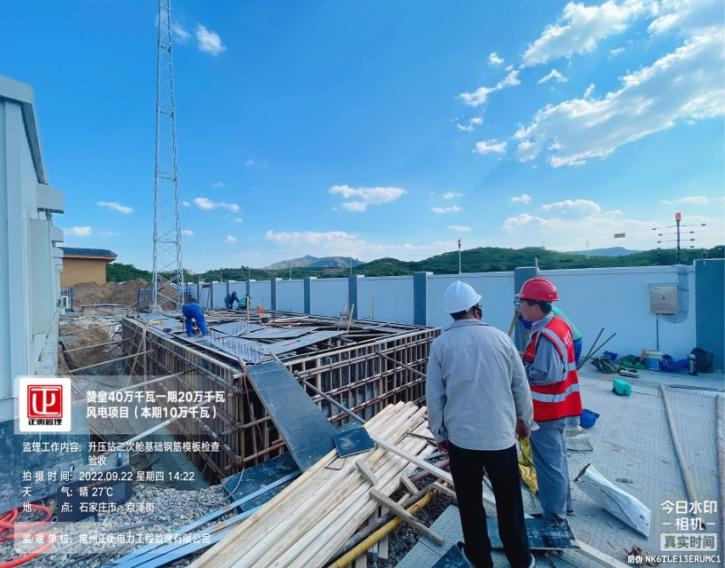 正衡监理
赞皇40万千瓦一期20万千瓦
风电项目（本期10万千瓦）
监理工作内容： 升压站二次舱基础钢筋模板检查
验收
拍摄时间： 2022.09.22 星期四 14:22
天 气： 晴 27℃
地 点： 石家庄市·京泽街
监理单位： 常州正衡电力工程监理有限公司
今日水印
相机
真实时间
防伪 NK6TLE13ERUMC1